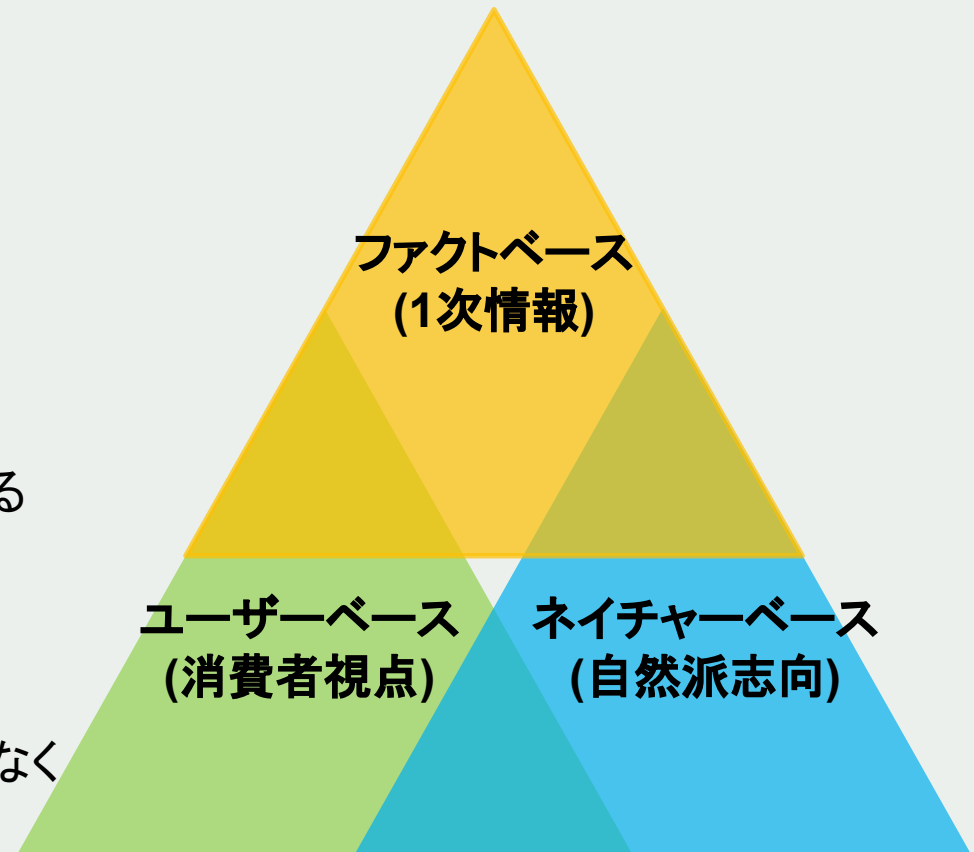 ファクトベース
(1次情報)
る
ユーザーベース
(消費者視点)
ネイチャーベース
(自然派志向)
なく